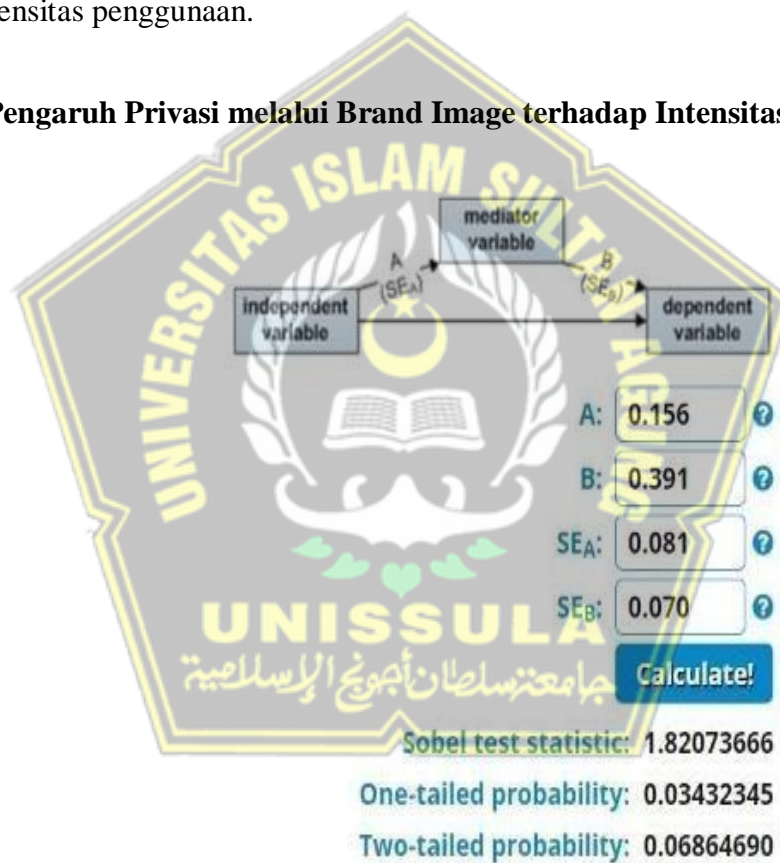 ensitas penggunaan.
Pengaruh Privasi melalui Brand Image terhadap Intensitas
UNIVERSITAS ISLAM SULTAN AGUNG
mediator
variable
A
(SEA)
B
(SEB)
independent
variable
dependent
variable
A: 0.156
B: 0.391
SEA: 0.081
SEB: 0.070
UNISSULA
جامعتنسلطان أجونج الإسلامية
Calculate!
Sobel test statistic: 1.82073666
One-tailed probability: 0.03432345
Two-tailed probability: 0.06864690